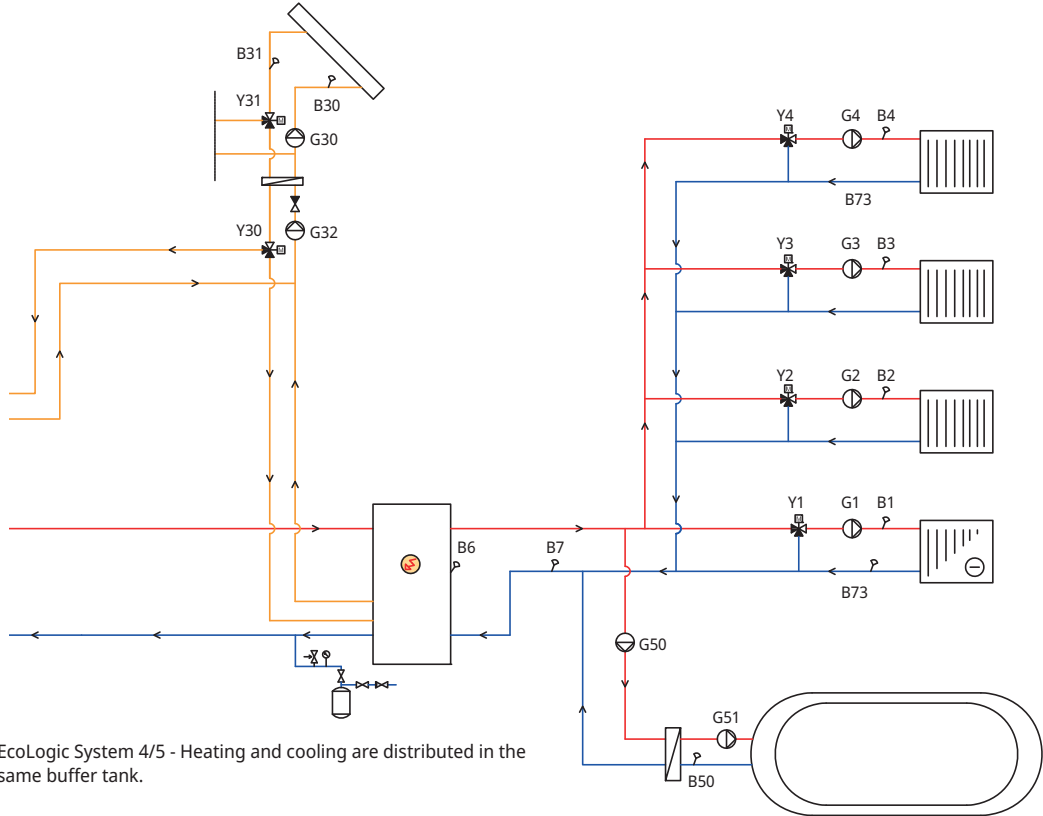 B31
Y31
B30
G30
Y30
G32
Y4
G4
B4
B73
Y3
G3
B3
Y2
G2
B2
Y1
G1
B1
B6
B7
B73
G50
G51
B50
EcoLogic System 4/5 - Heating and cooling are distributed in the
same buffer tank.